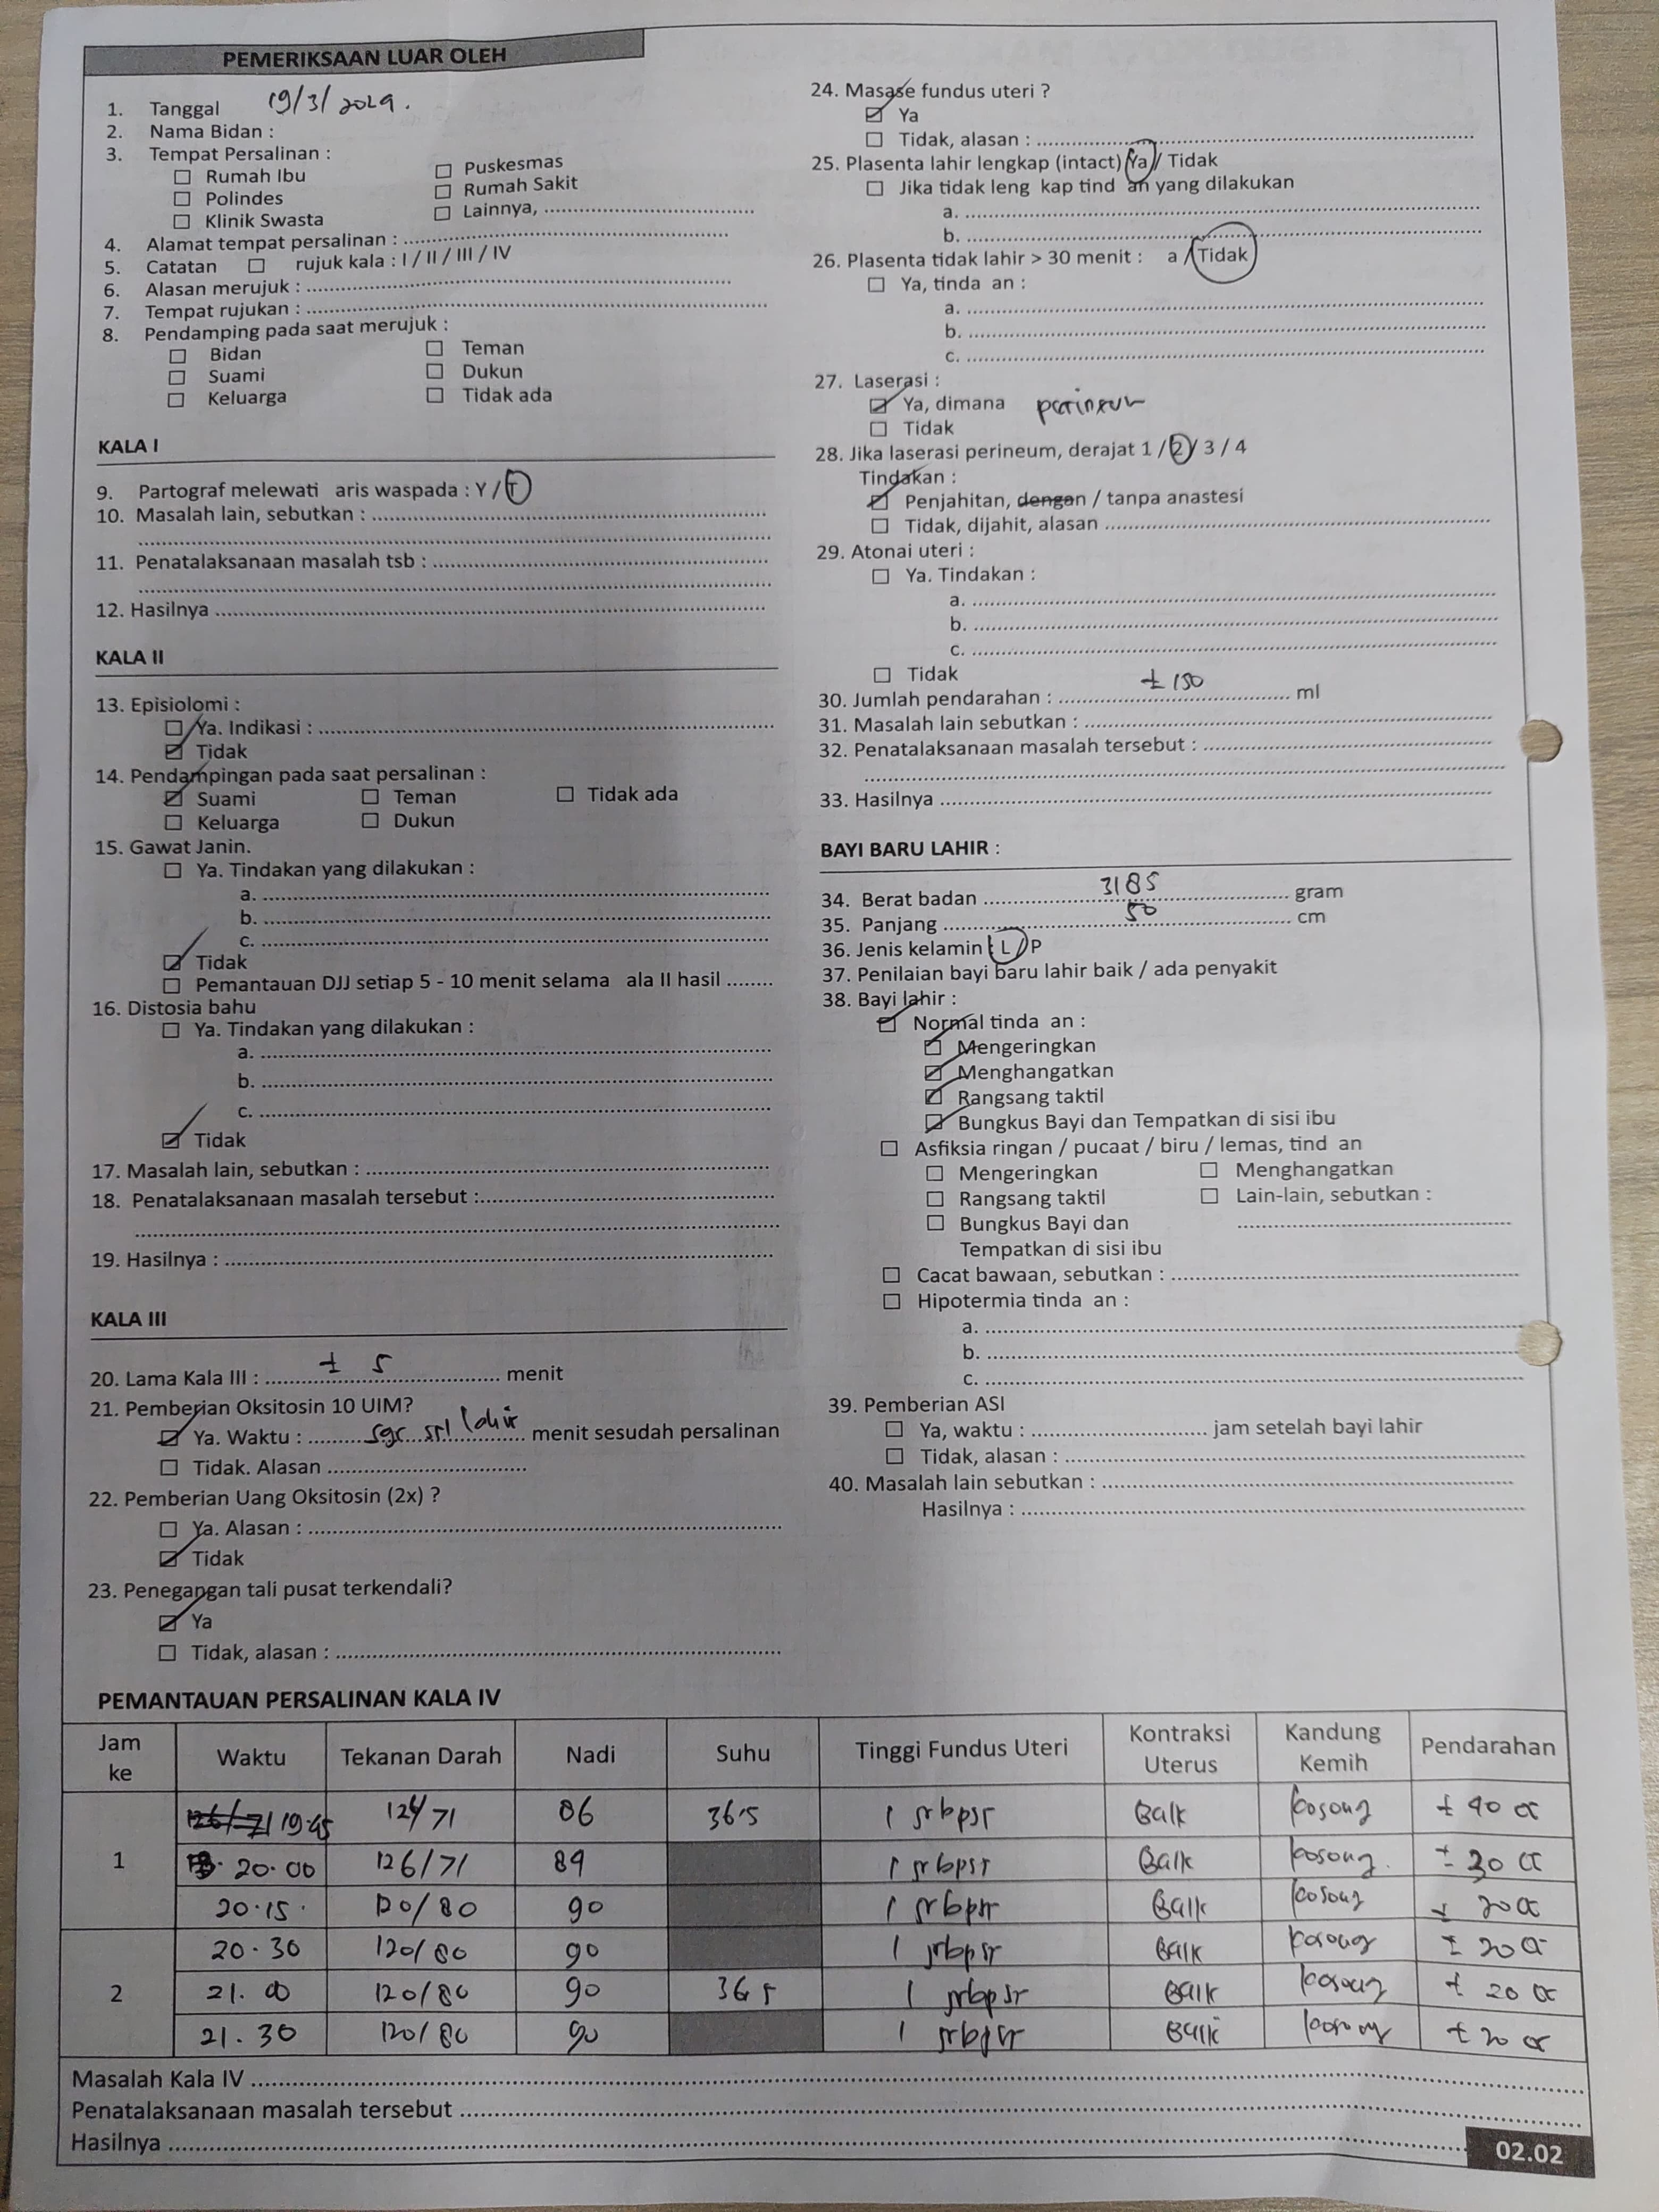 PEMERIKSAAN LUAR OLEH
1. Tanggal 19/3/2024.
2. Nama Bidan :
3. Tempat Persalinan :
☐ Rumah Ibu ☐ Puskesmas
☐ Polindes ☐ Rumah Sakit
☐ Klinik Swasta ☐ Lainnya,
4. Alamat tempat persalinan :
5. Catatan ☐ rujuk kala : I / II / III / IV
6. Alasan merujuk :
7. Tempat rujukan :
8. Pendamping pada saat merujuk :
☐ Bidan ☐ Teman
☐ Suami ☐ Dukun
☐ Keluarga ☐ Tidak ada
KALA I
9. Partograf melewati aris waspada : Y / T
10. Masalah lain, sebutkan :
11. Penatalaksanaan masalah tsb :
12. Hasilnya
KALA II
13. Episiolomi :
☐ Ya. Indikasi :
☑ Tidak
14. Pendampingan pada saat persalinan :
☑ Suami ☐ Teman ☐ Tidak ada
☐ Keluarga ☐ Dukun
15. Gawat Janin.
☐ Ya. Tindakan yang dilakukan :
a.
b.
c.
☑ Tidak
☐ Pemantauan DJJ setiap 5 - 10 menit selama ala II hasil
16. Distosia bahu
☐ Ya. Tindakan yang dilakukan :
a.
b.
c.
☑ Tidak
17. Masalah lain, sebutkan :
18. Penatalaksanaan masalah tersebut :
19. Hasilnya :
KALA III
20. Lama Kala III : ± 5 menit
21. Pemberian Oksitosin 10 UIM?
☑ Ya. Waktu : sgr stl lahir menit sesudah persalinan
☐ Tidak. Alasan
22. Pemberian Uang Oksitosin (2x) ?
☐ Ya. Alasan :
☑ Tidak
23. Penegangan tali pusat terkendali?
☑ Ya
☐ Tidak, alasan :
24. Masase fundus uteri ?
☑ Ya
☐ Tidak, alasan :
25. Plasenta lahir lengkap (intact) Ya / Tidak
☐ Jika tidak leng kap tind an yang dilakukan
a.
b.
26. Plasenta tidak lahir > 30 menit : a / Tidak
☐ Ya, tinda an :
a.
b.
c.
27. Laserasi :
☑ Ya, dimana perineum
☐ Tidak
28. Jika laserasi perineum, derajat 1 / 2 / 3 / 4
Tindakan :
☑ Penjahitan, dengan / tanpa anastesi
☐ Tidak, dijahit, alasan
29. Atonai uteri :
☐ Ya. Tindakan :
a.
b.
c.
☐ Tidak
30. Jumlah pendarahan : ± 150 ml
31. Masalah lain sebutkan :
32. Penatalaksanaan masalah tersebut :
33. Hasilnya
BAYI BARU LAHIR :
34. Berat badan 3185 gram
35. Panjang 50 cm
36. Jenis kelamin : L / P
37. Penilaian bayi baru lahir baik / ada penyakit
38. Bayi lahir :
☑ Normal tinda an :
☑ Mengeringkan
☑ Menghangatkan
☑ Rangsang taktil
☑ Bungkus Bayi dan Tempatkan di sisi ibu
☐ Asfiksia ringan / pucaat / biru / lemas, tind an
☐ Mengeringkan ☐ Menghangatkan
☐ Rangsang taktil ☐ Lain-lain, sebutkan :
☐ Bungkus Bayi dan
Tempatkan di sisi ibu
☐ Cacat bawaan, sebutkan :
☐ Hipotermia tinda an :
a.
b.
c.
39. Pemberian ASI
☐ Ya, waktu : jam setelah bayi lahir
☐ Tidak, alasan :
40. Masalah lain sebutkan :
Hasilnya :
PEMANTAUAN PERSALINAN KALA IV
Jam ke Waktu Tekanan Darah Nadi Suhu Tinggi Fundus Uteri Kontraksi Uterus Kandung Kemih Pendarahan
1 126/71 19.45 124/71 86 36.5 1 jrbpst Baik kosong ± 40 cc
20.00 126/71 89 1 jrbpst Baik kosong. ± 30 cc
20.15. 120/80 90 1 jrbpst Baik kosong ± 20 cc
20.30 120/80 90 1 jrbpst Baik kosong ± 20 cc
2 21.00 120/80 90 36 5 1 jrbpst Baik kosong ± 20 cc
21.30 120/80 90 1 jrbpst Baik kosong ± 20 cc
Masalah Kala IV
Penatalaksanaan masalah tersebut
Hasilnya
02.02